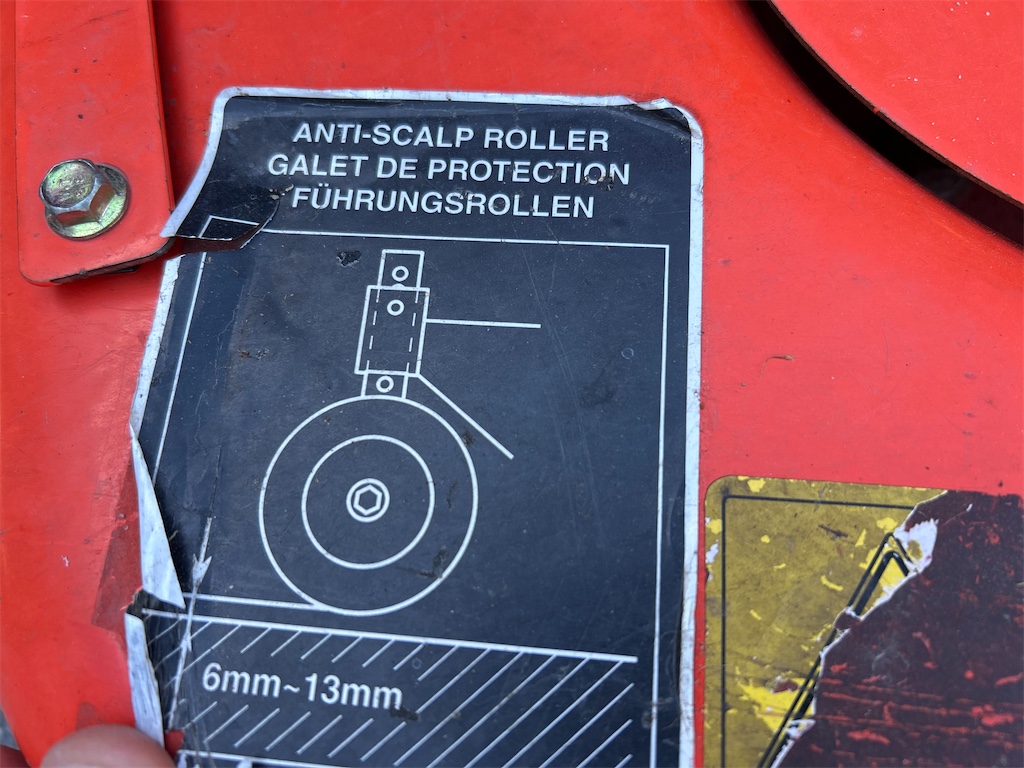 ANTI-SCALP ROLLER
GALET DE PROTECTION
FÜHRUNGSROLLEN
6mm~13mm